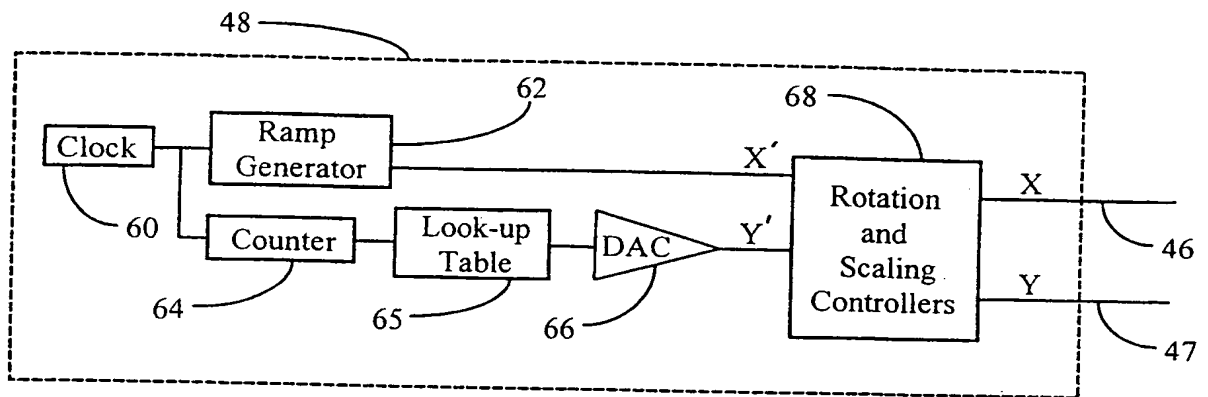 48
62
68
Clock
Ramp
Generator
X′
Rotation
and
Scaling
Controllers
X
60
Counter
Look-up
Table
DAC
Y′
46
Y
64
65
66
47